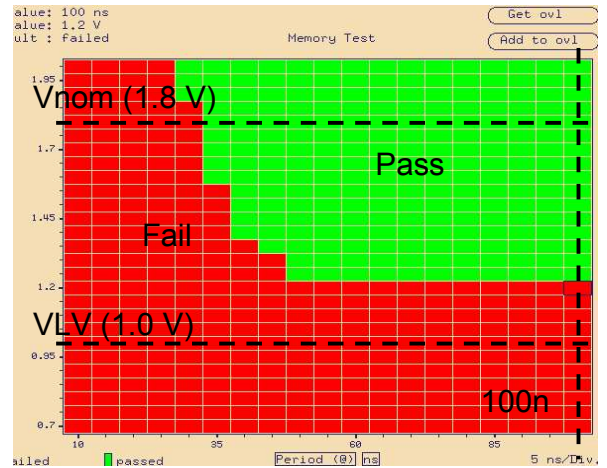 alue: 100 ns
alue: 1.2 V
ult : failed
Memory Test
Get ovl
Add to ovl
1.95
Vnom (1.8 V)
1.7
Pass
1.45
Fail
1.2
VLV (1.0 V)
0.95
100n
0.7
10 35 60 85
ailed passed Period (@) ns 5 ns/Div.